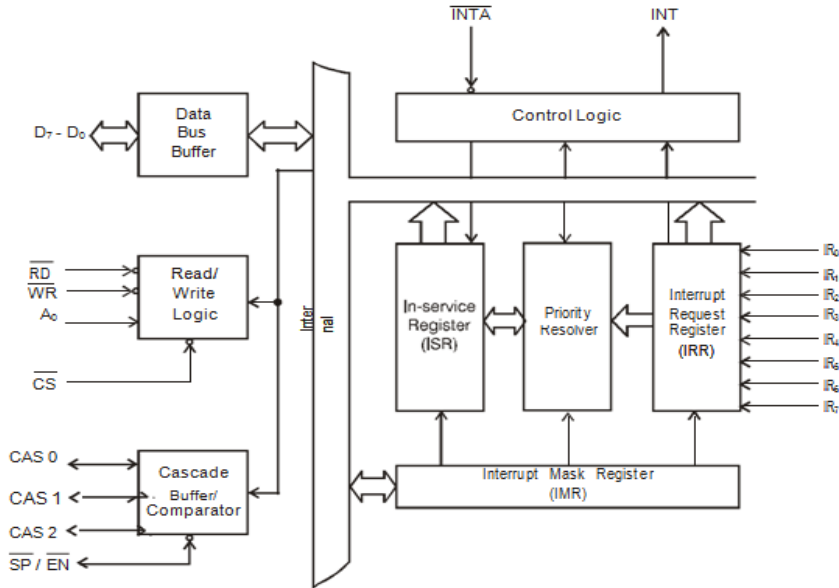 INTA
INT
Data
Bus
Buffer
D7 - D0
Control Logic
RD
WR
A0
CS
Read/
Write
Logic
Inter
nal
In-service
Register
(ISR)
Priority
Resolver
Interrupt
Request
Register
(IRR)
IR0
IR1
IR2
IR3
IR4
IR5
IR6
IR7
CAS 0
CAS 1
CAS 2
SP / EN
Cascade
Buffer/
Comparator
Interrupt Mask Register
(IMR)